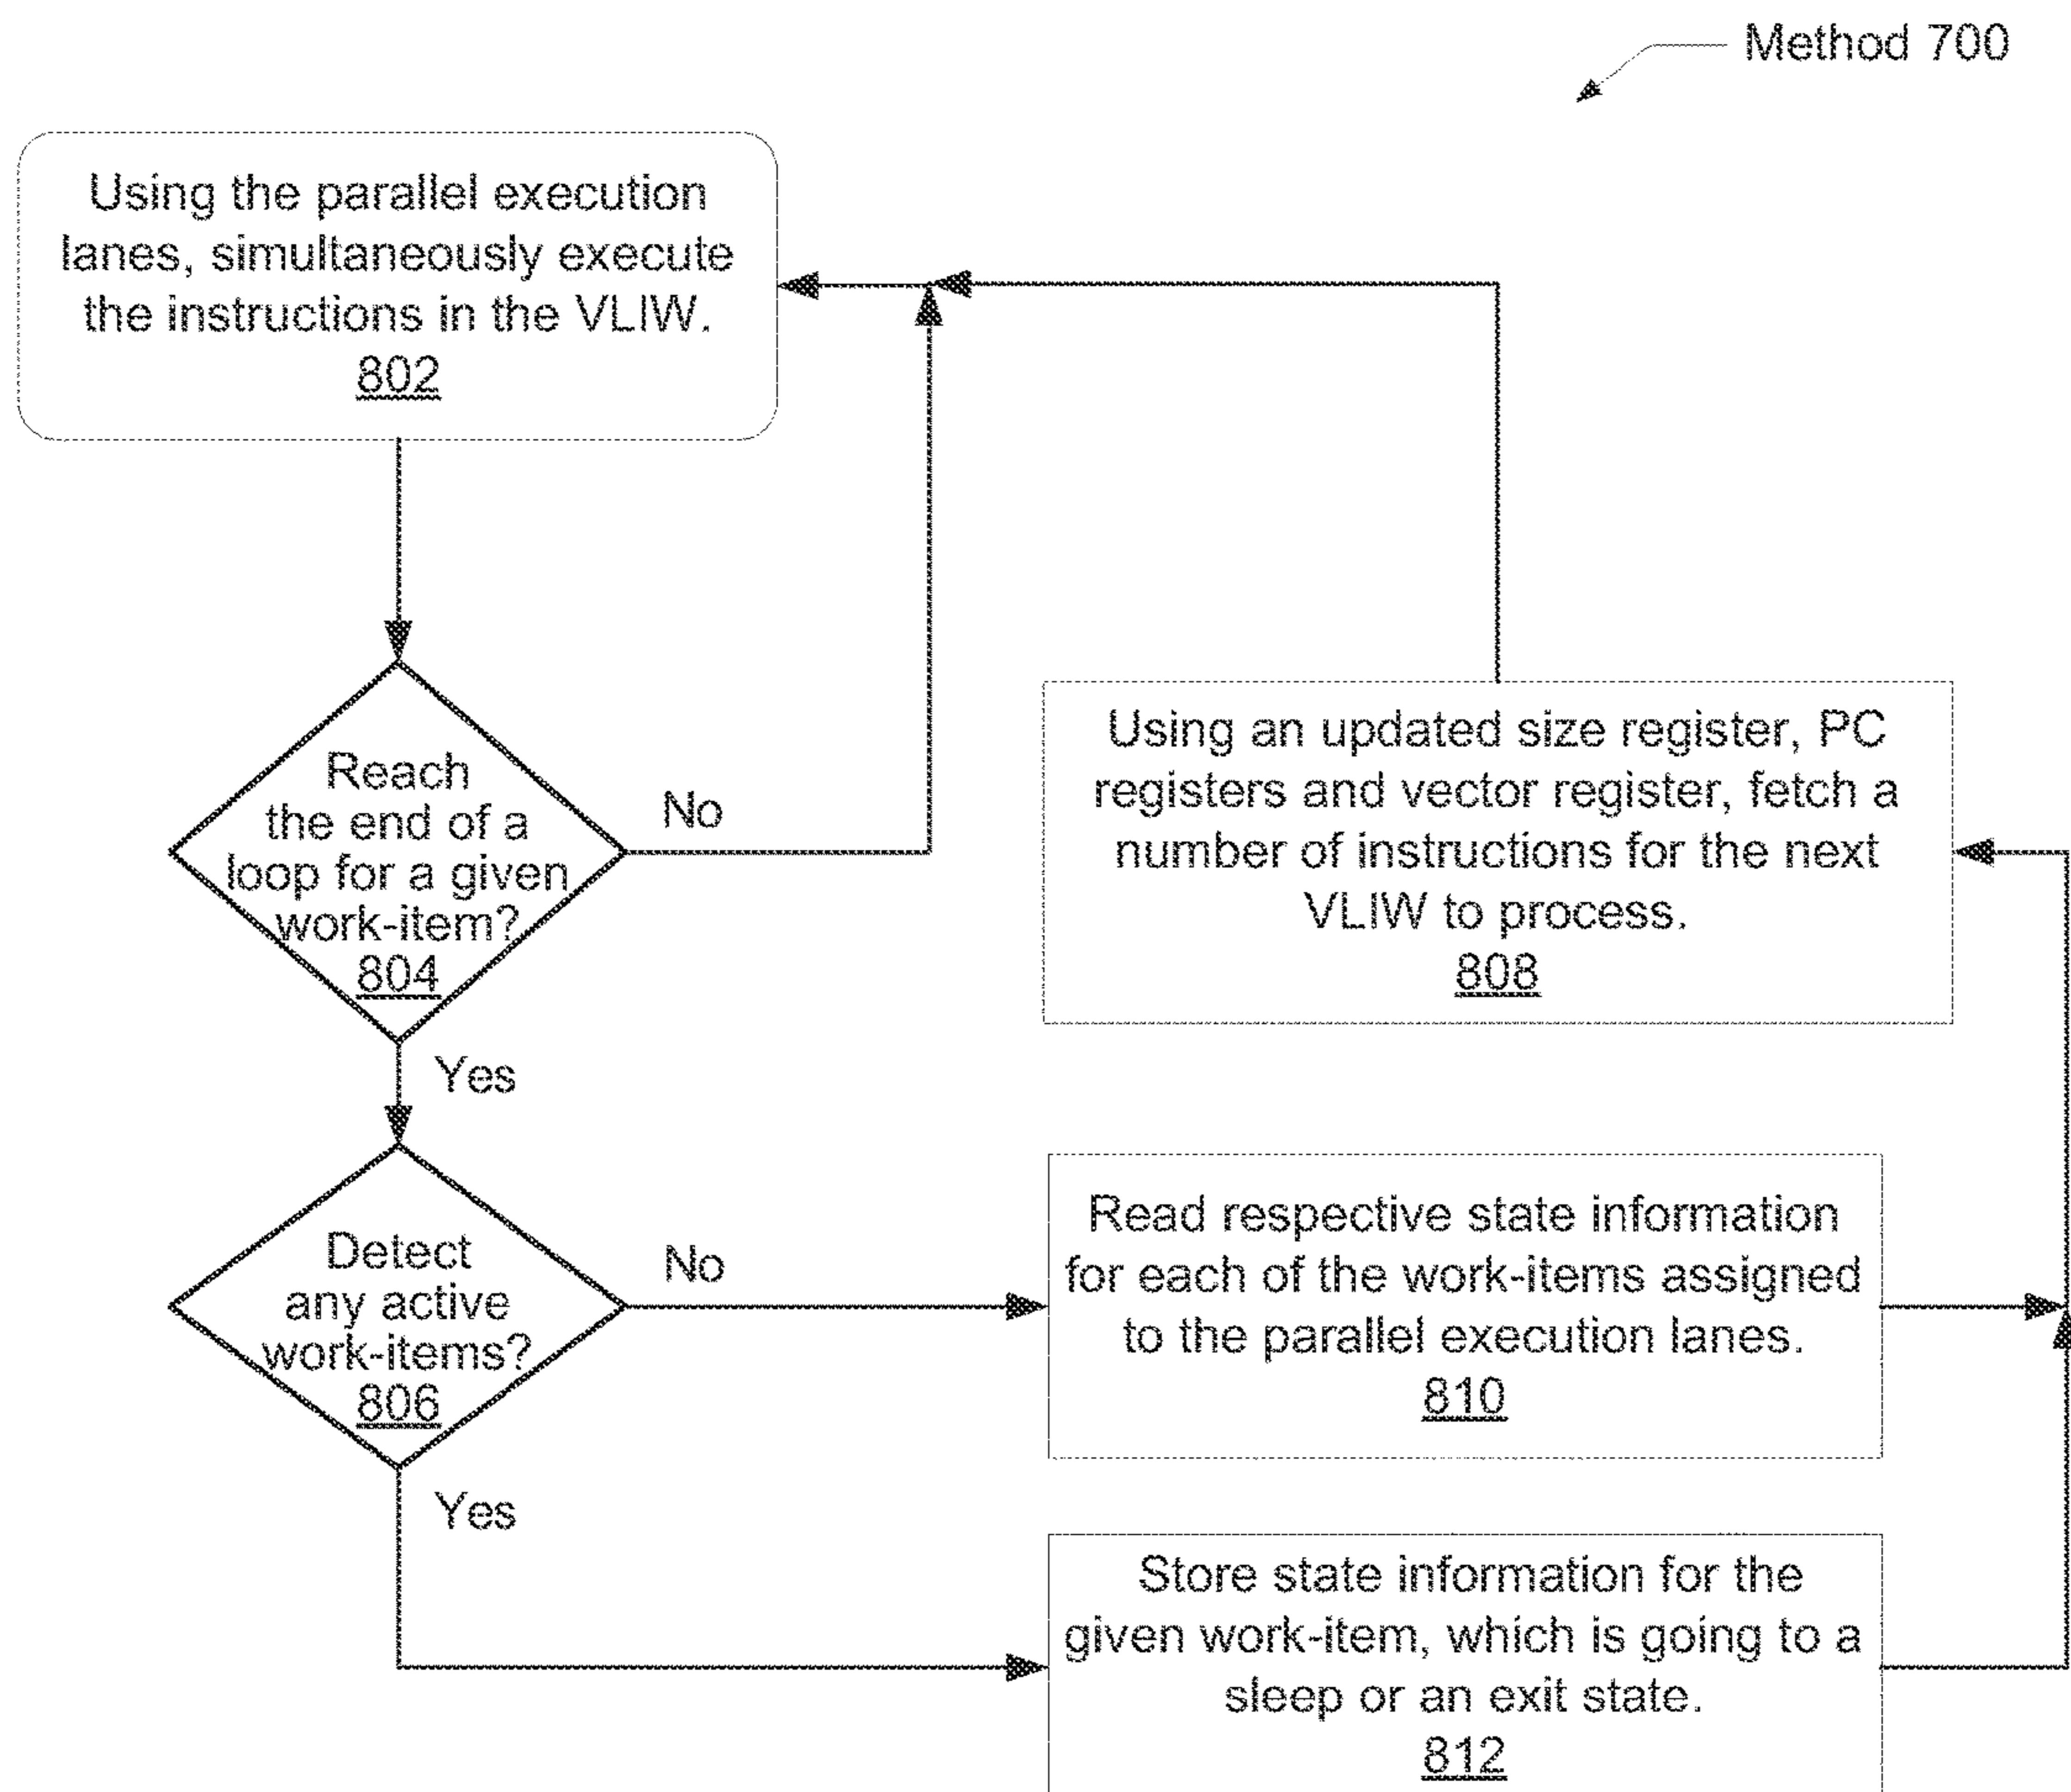 Method 700
Using the parallel execution
lanes, simultaneously execute
the instructions in the VLIW.
802
Reach
the end of a
loop for a given
work-item?
804
No
Yes
Using an updated size register, PC
registers and vector register, fetch a
number of instructions for the next
VLIW to process.
808
Detect
any active
work-items?
806
No
Yes
Read respective state information
for each of the work-items assigned
to the parallel execution lanes.
810
Store state information for the
given work-item, which is going to a
sleep or an exit state.
812